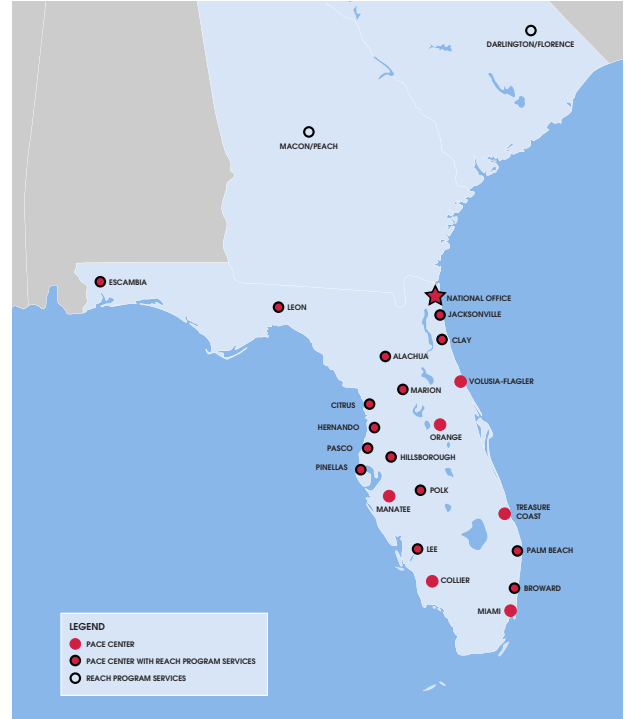 DARLINGTON/FLORENCE
MACON/PEACH
ESCAMBIA
LEON
NATIONAL OFFICE
JACKSONVILLE
CLAY
ALACHUA
VOLUSIA-FLAGLER
MARION
CITRUS
HERNANDO
ORANGE
PASCO
HILLSBOROUGH
PINELLAS
POLK
MANATEE
TREASURE
COAST
LEE
PALM BEACH
COLLIER
BROWARD
MIAMI
LEGEND
PACE CENTER
PACE CENTER WITH REACH PROGRAM SERVICES
REACH PROGRAM SERVICES